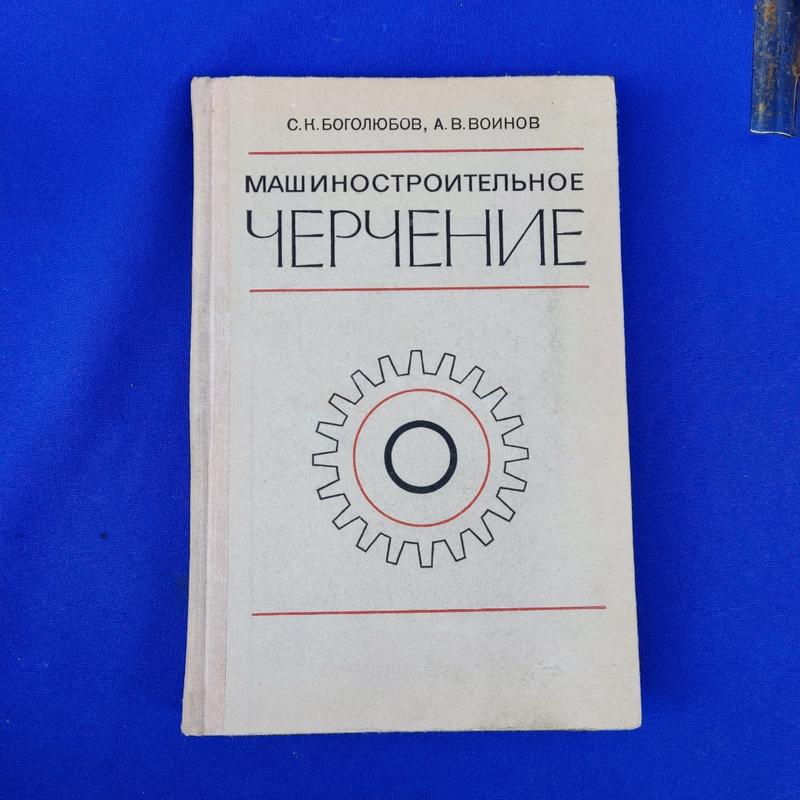 С.К.БОГОЛЮБОВ, А.В.ВОИНОВ
МАШИНОСТРОИТЕЛЬНОЕ
ЧЕРЧЕНИЕ